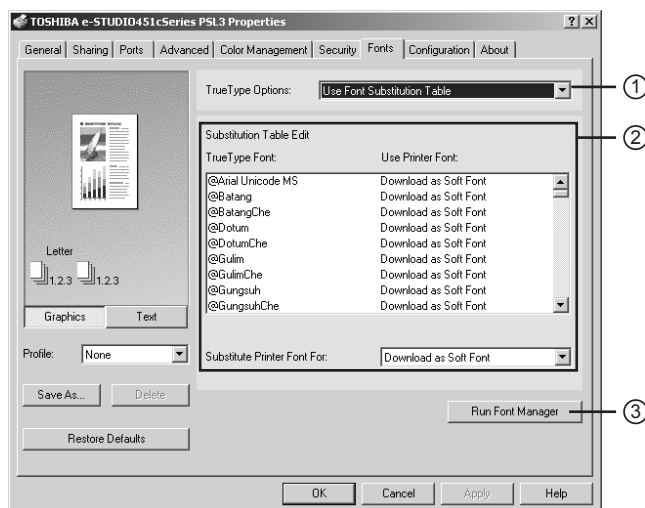 TOSHIBA e-STUDIO451cSeries PSL3 Properties
General Sharing Ports Advanced Color Management Security Fonts Configuration About
TrueType Options: Use Font Substitution Table
1
Substitution Table Edit
2
TrueType Font: Use Printer Font:
@Arial Unicode MS Download as Soft Font
@Batang Download as Soft Font
@BatangChe Download as Soft Font
@Dotum Download as Soft Font
@DotumChe Download as Soft Font
@Gulim Download as Soft Font
@GulimChe Download as Soft Font
@Gungsuh Download as Soft Font
@GungsuhChe Download as Soft Font
Letter
1.2.3 1.2.3
Graphics Text
Profile: None
Substitute Printer Font For: Download as Soft Font
Save As... Delete
Run Font Manager
3
Restore Defaults
OK Cancel Apply Help